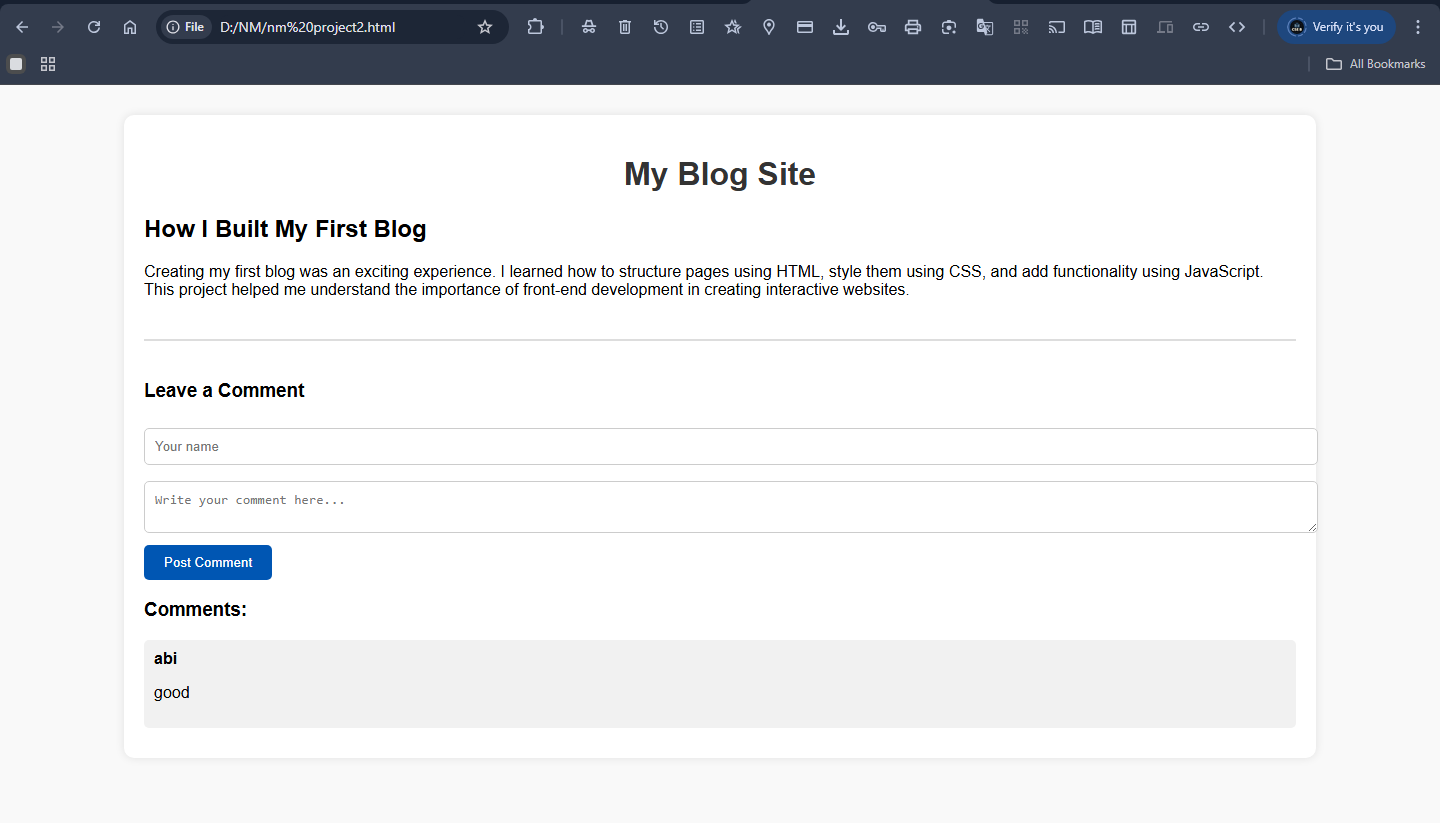 File D:/NM/nm%20project2.html Verify it's you
All Bookmarks
My Blog Site
How I Built My First Blog
Creating my first blog was an exciting experience. I learned how to structure pages using HTML, style them using CSS, and add functionality using JavaScript.
This project helped me understand the importance of front-end development in creating interactive websites.
Leave a Comment
Your name
Write your comment here...
Post Comment
Comments:
abi
good